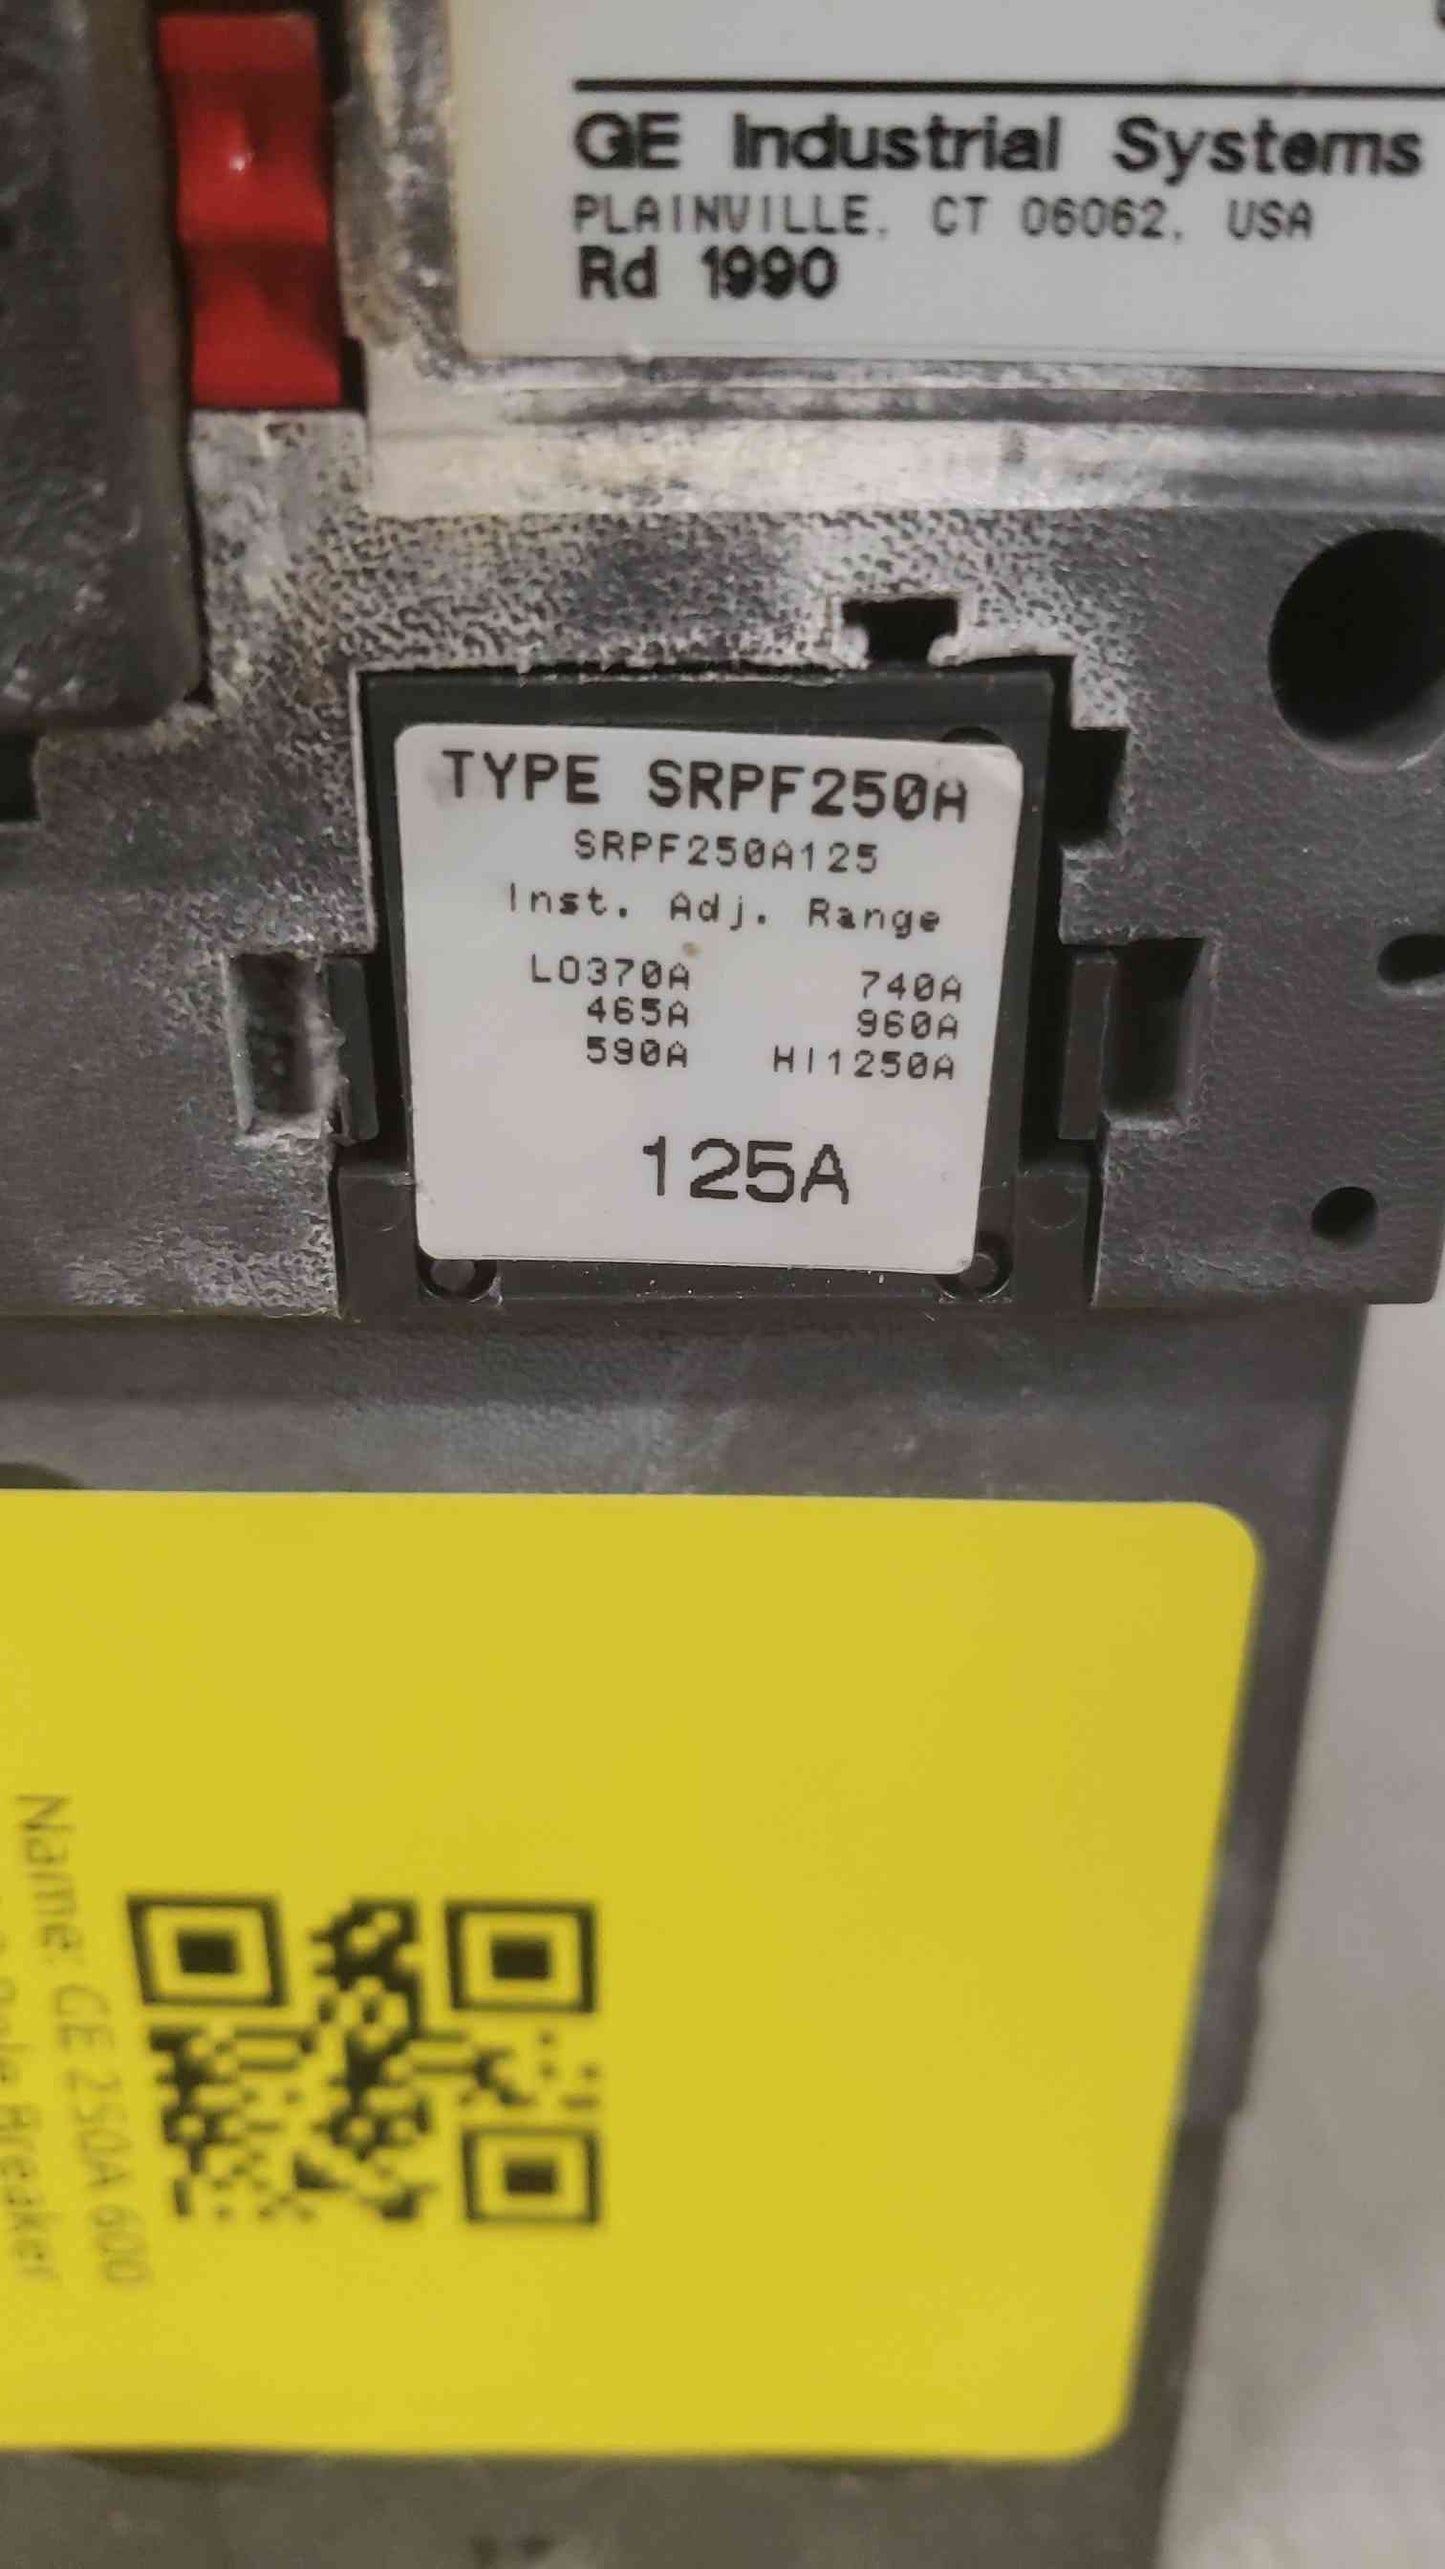 GE Industrial Systems
PLAINVILLE, CT 06062, USA
Rd 1990
TYPE SRPF250A
SRPF250A125
Inst. Adj. Range
LO370A 740A
465A 960A
590A HI1250A
125A
Name: GE 250A 600
Pole Breaker